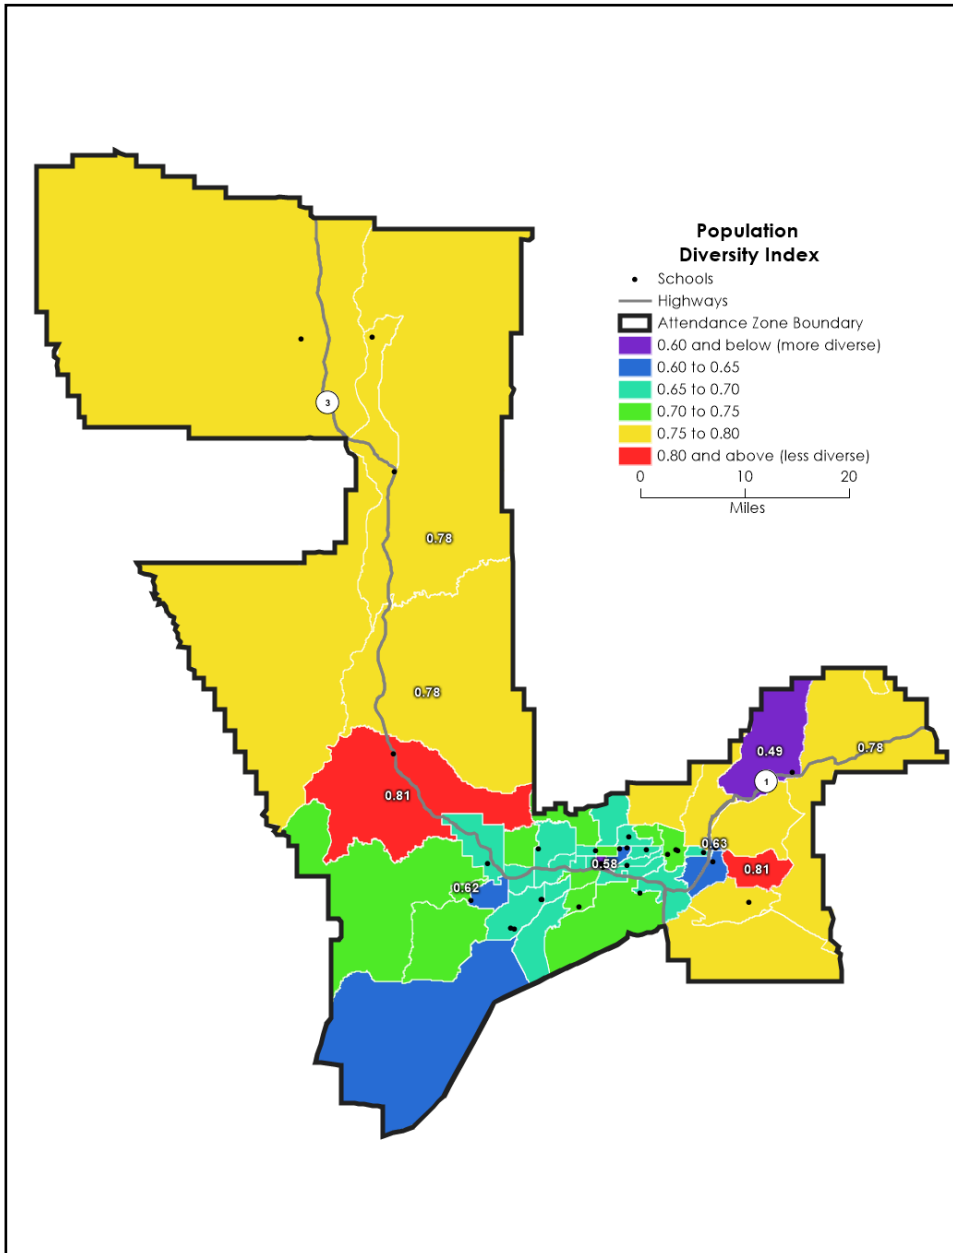 Population
Diversity Index
Schools
Highways
Attendance Zone Boundary
0.60 and below (more diverse)
0.60 to 0.65
0.65 to 0.70
0.70 to 0.75
0.75 to 0.80
0.80 and above (less diverse)
0 10 20
Miles
3
0.78
0.78
0.49
0.78
1
0.81
0.63
0.58
0.81
0.62